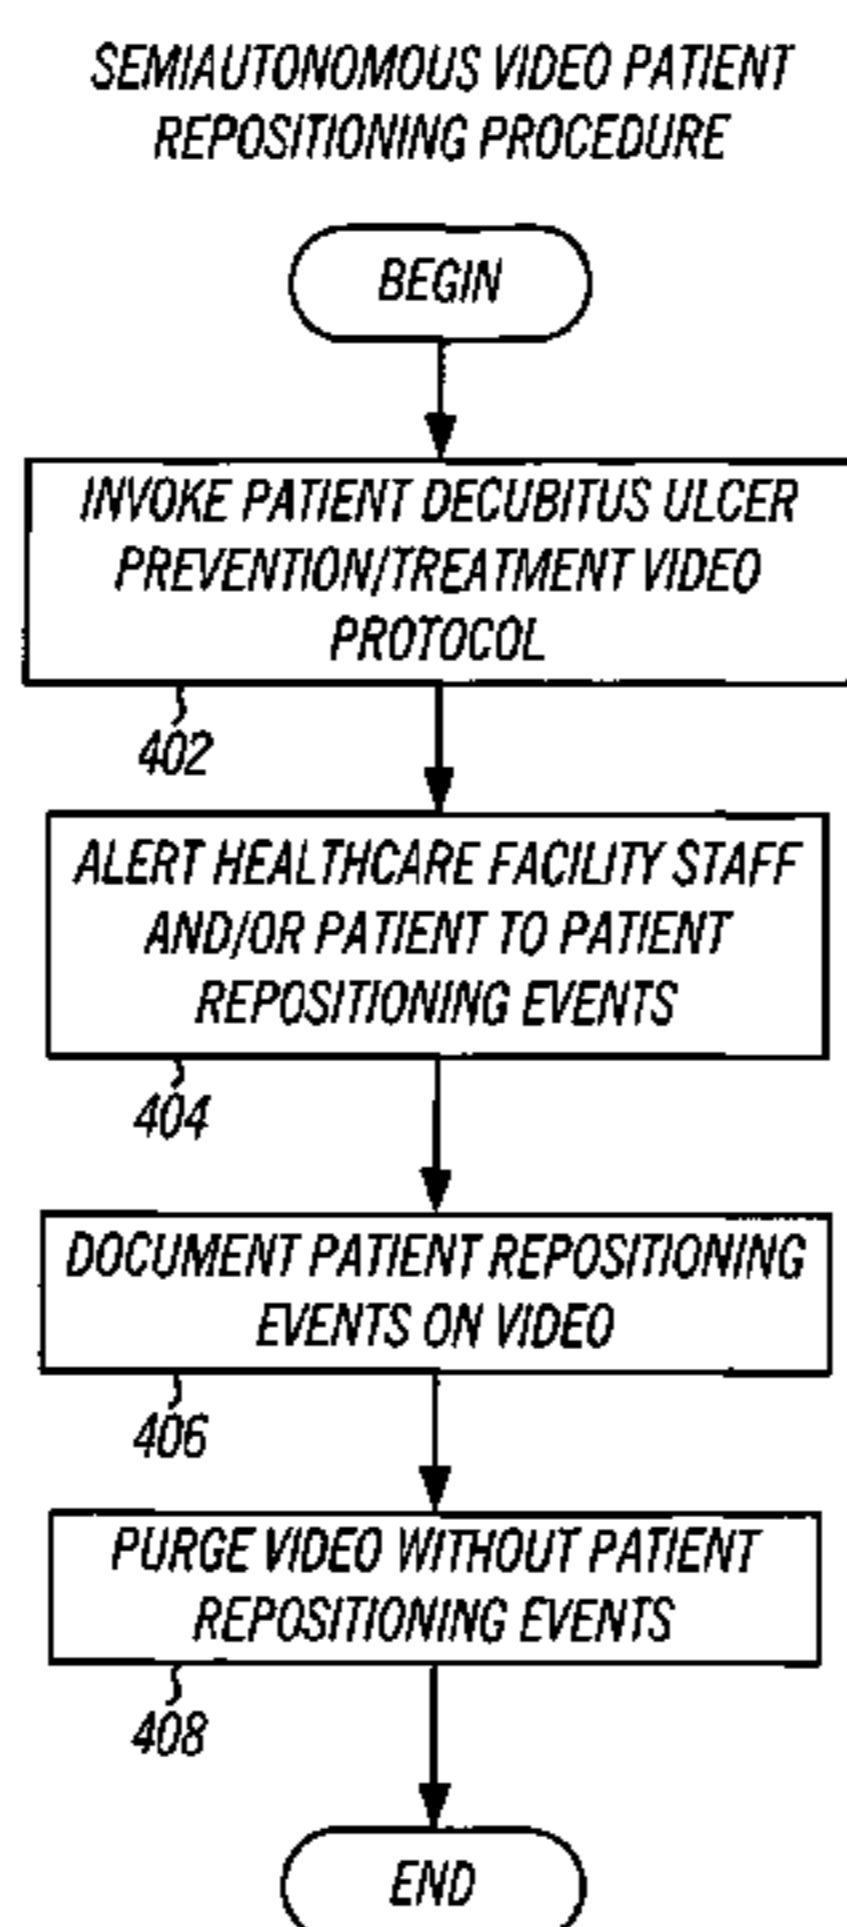 SEMIAUTONOMOUS VIDEO PATIENT
REPOSITIONING PROCEDURE
BEGIN
INVOKE PATIENT DECUBITUS ULCER
PREVENTION/TREATMENT VIDEO
PROTOCOL
402
ALERT HEALTHCARE FACILITY STAFF
AND/OR PATIENT TO PATIENT
REPOSITIONING EVENTS
404
DOCUMENT PATIENT REPOSITIONING
EVENTS ON VIDEO
406
PURGE VIDEO WITHOUT PATIENT
REPOSITIONING EVENTS
408
END